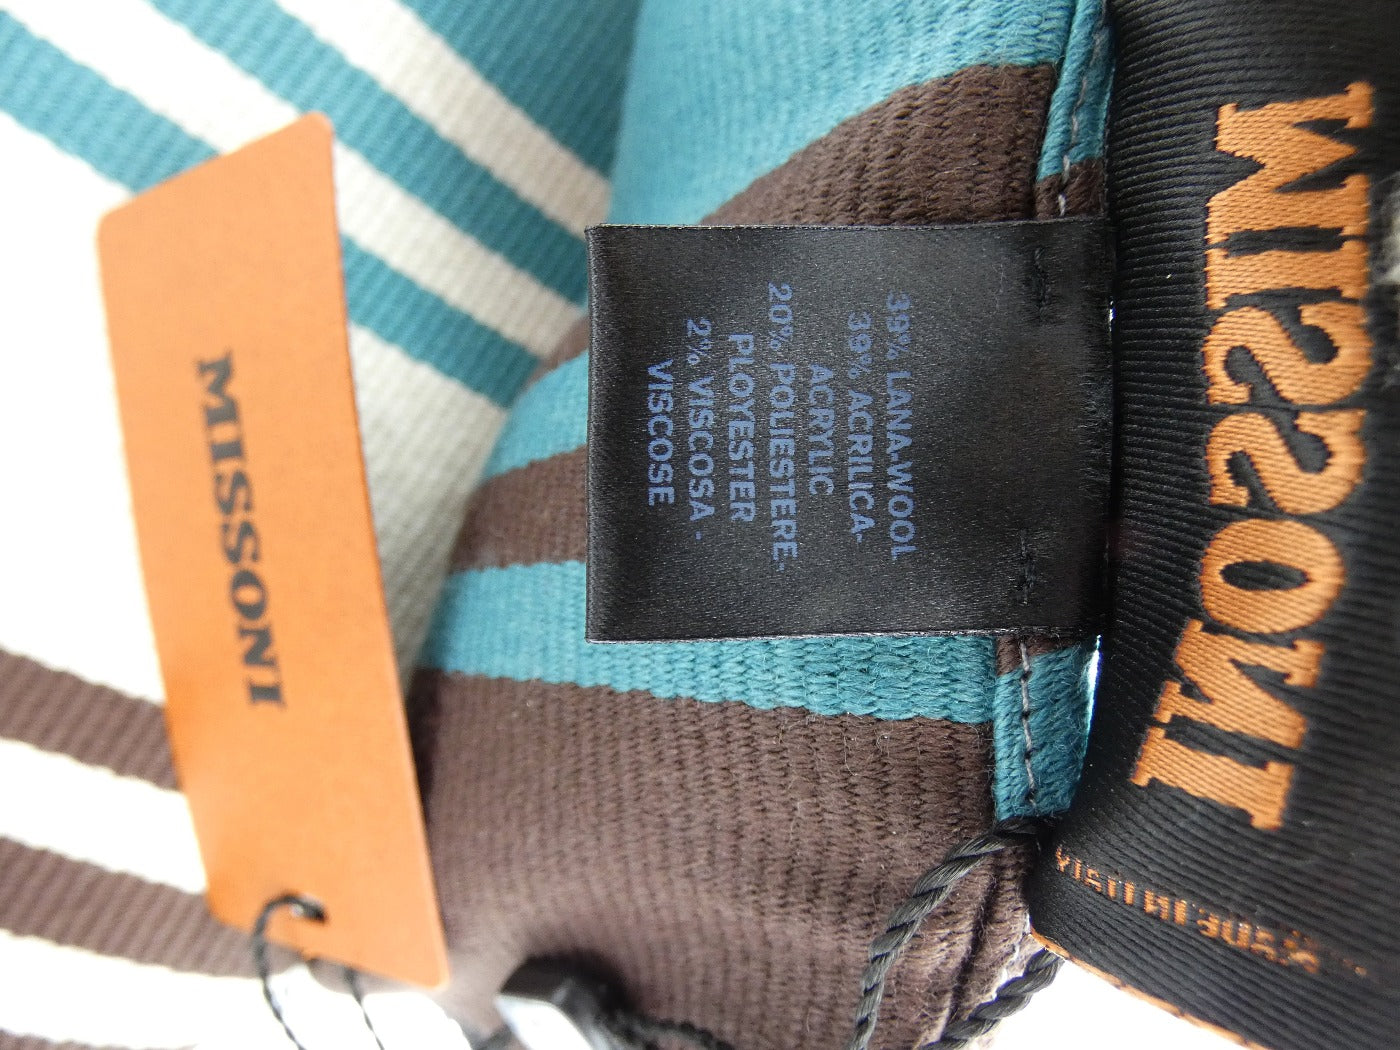 MISSONI
39% LANA-WOOL
39% ACRILICA-
ACRYLIC
20% POLIESTERE-
PLOYESTER
2% VISCOSA -
VISCOSE
MISSONI